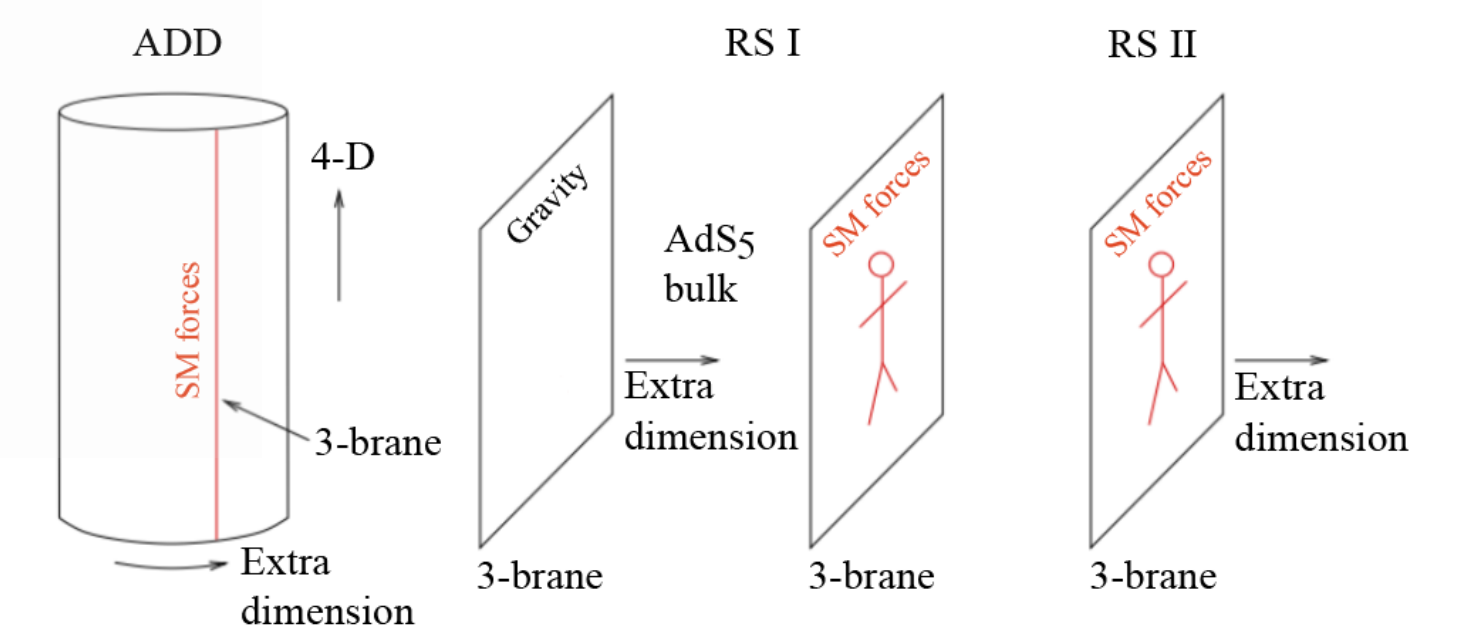 ADD
4-D
SM forces
3-brane
Extra
dimension
RS I
Gravity
AdS5
bulk
Extra
dimension
SM forces
3-brane
3-brane
RS II
SM forces
Extra
dimension
3-brane